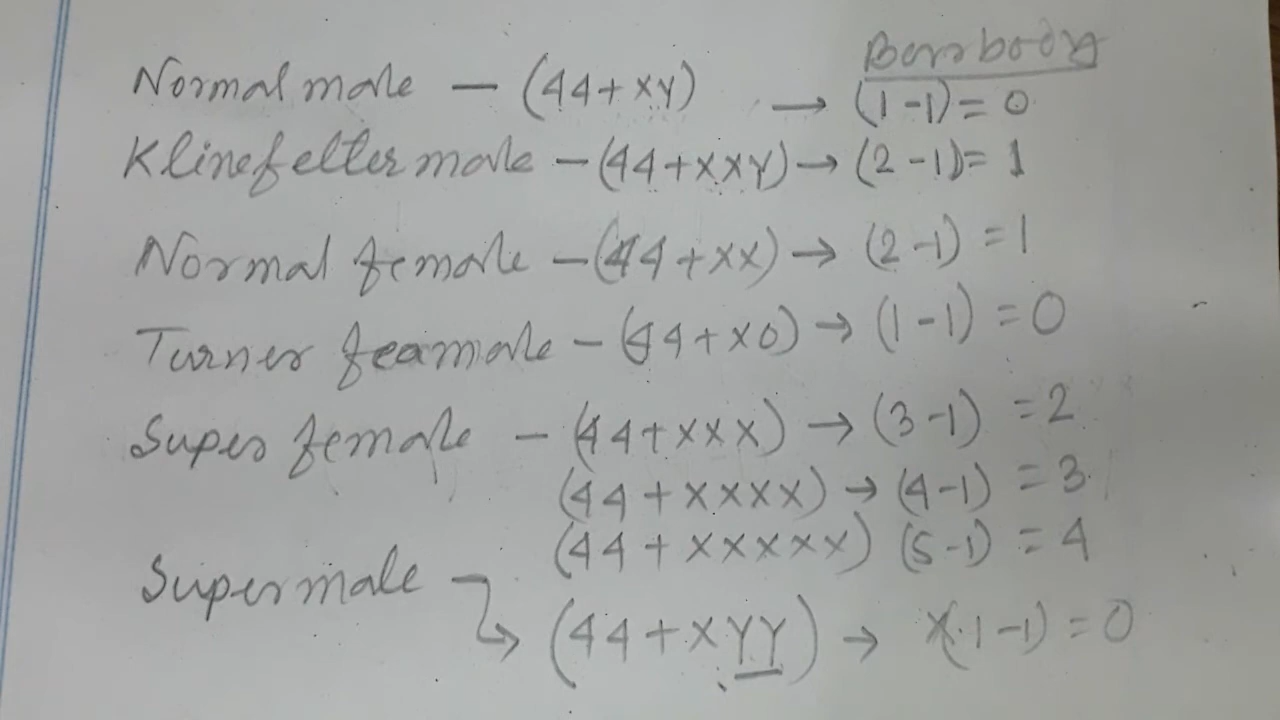 Barrbody
Normal male - (44+XY) → (1-1)= 0
Klinefelter male - (44+XXY) → (2-1)= 1
Normal female - (44+XX) → (2-1) = 1
Turner feamale - (44+XO) → (1-1) = 0
Super female - (44+XXX) → (3-1) = 2
(44+XXXX) → (4-1) = 3
(44+XXXXX) (5-1) = 4
Supermale
(44+XYY) → X(1-1) = 0